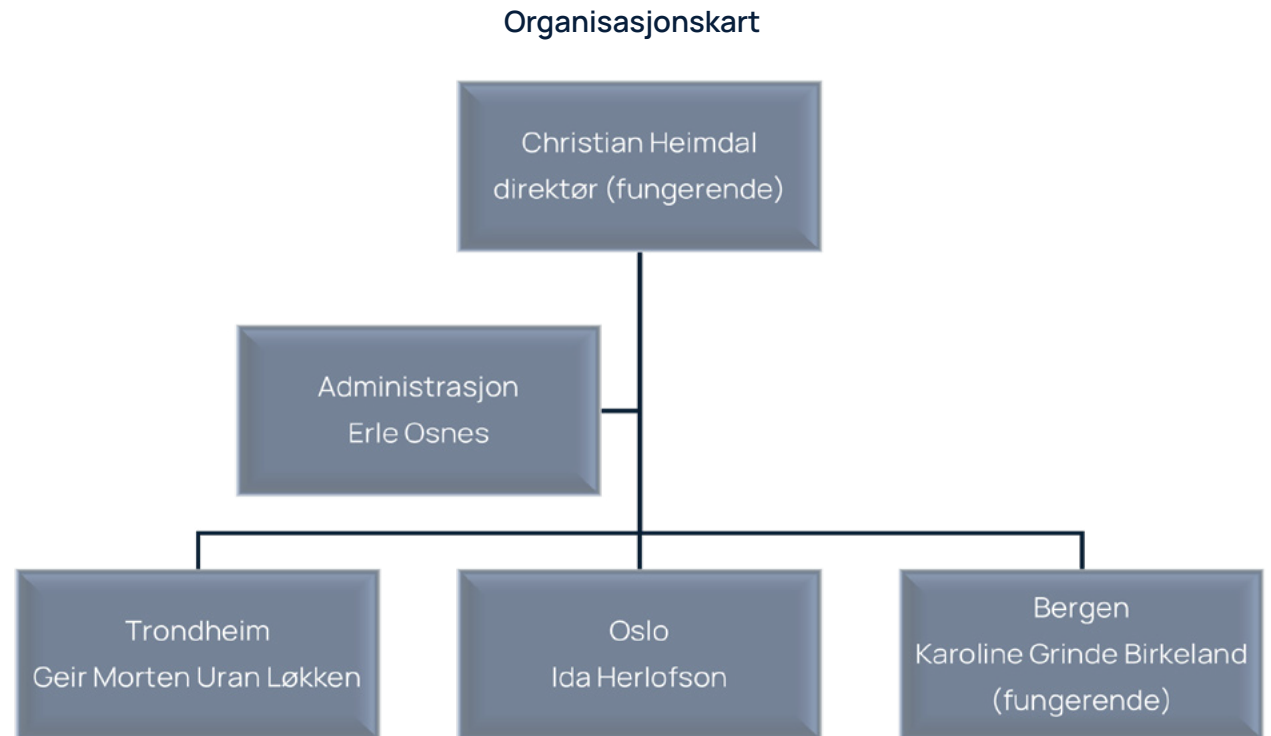 Organisasjonskart
Christian Heimdal
direktør (fungerende)
Administrasjon
Erle Osnes
Trondheim
Geir Morten Uran Løkken
Oslo
Ida Herlofson
Bergen
Karoline Grinde Birkeland
(fungerende)